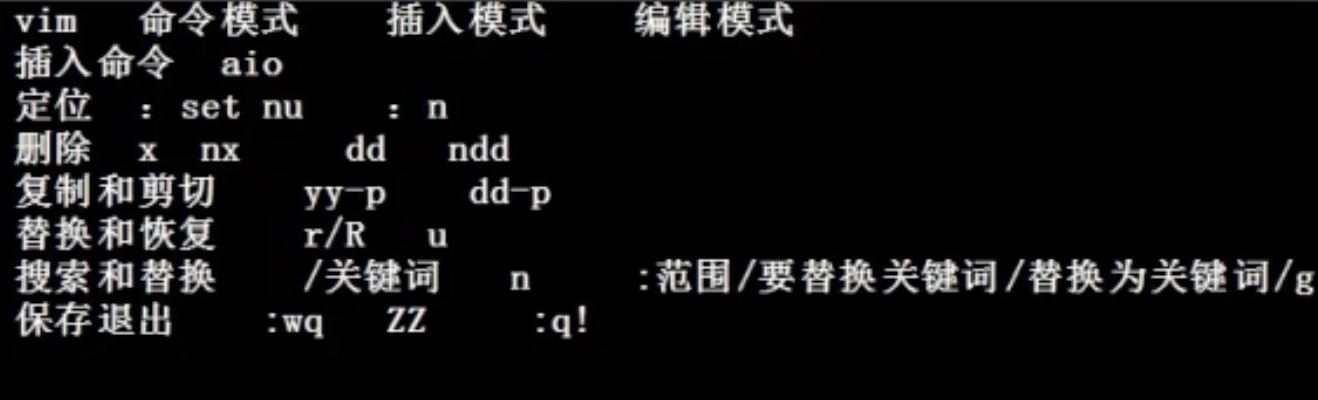 vim 命令模式 插入模式 编辑模式
插入命令 aio
定位 ：set nu ：n
删除 x nx dd ndd
复制和剪切 yy-p dd-p
替换和恢复 r/R u
搜索和替换 /关键词 n :范围/要替换关键词/替换为关键词/g
保存退出 :wq ZZ :q!